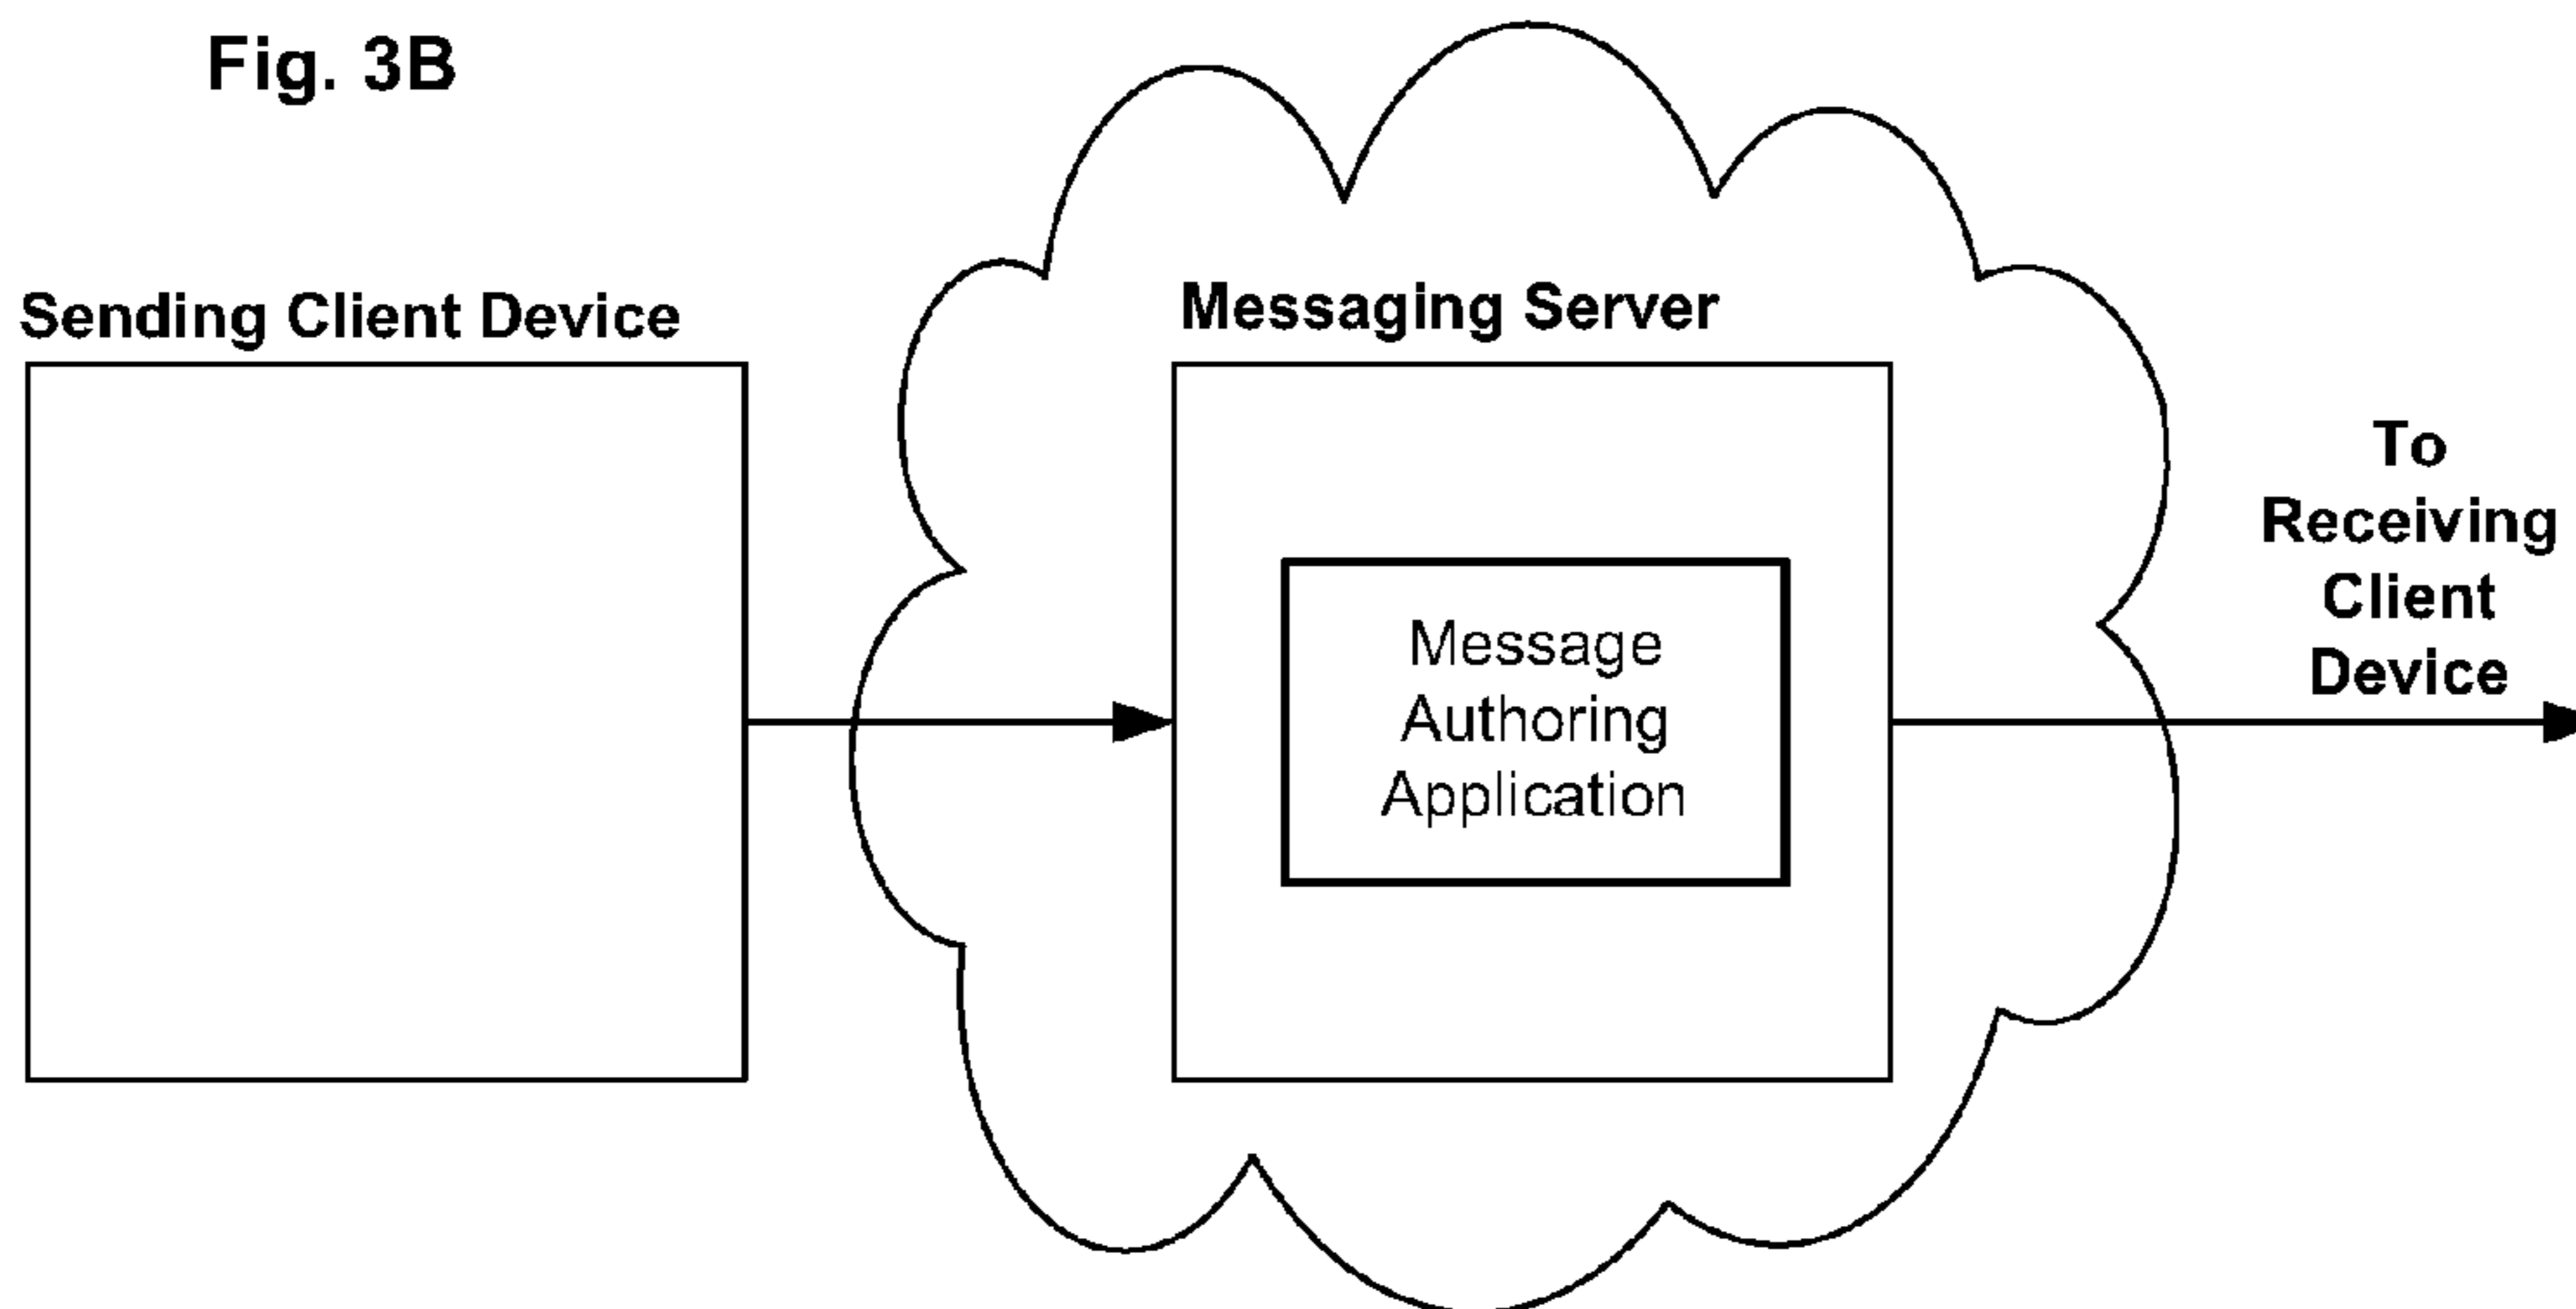 Fig. 3B
Sending Client Device
Messaging Server
Message
Authoring
Application
To
Receiving
Client
Device